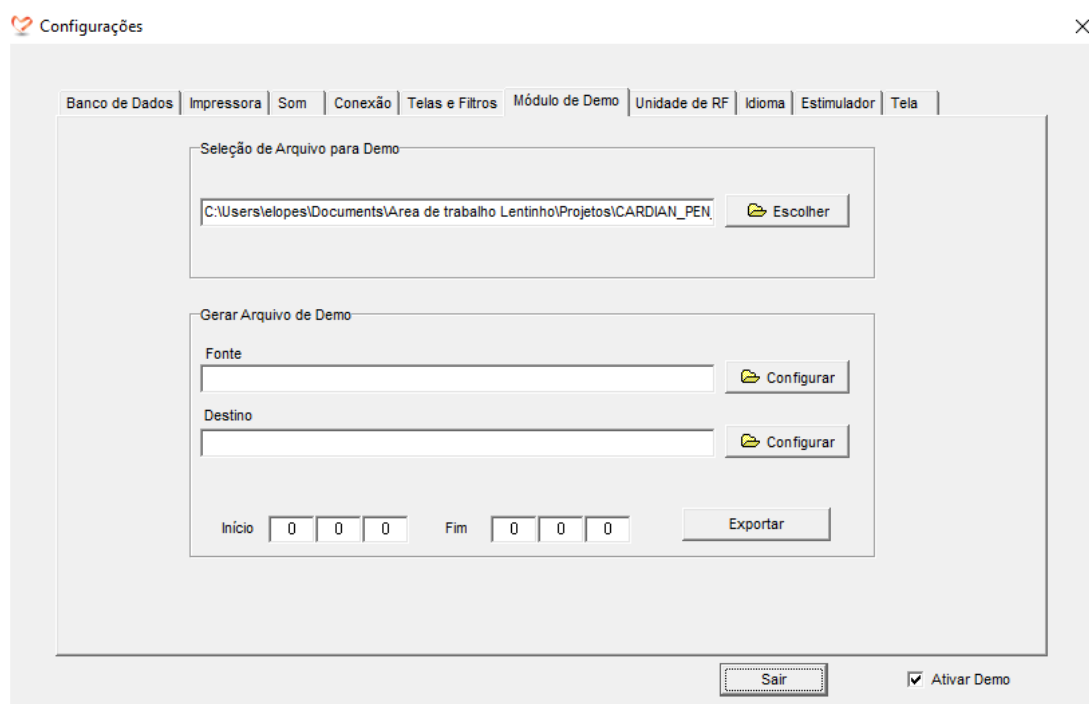 Configurações
Banco de Dados Impressora Som Conexão Telas e Filtros Módulo de Demo Unidade de RF Idioma Estimulador Tela
Seleção de Arquivo para Demo
C:\Users\elopes\Documents\Area de trabalho Lentinho\Projetos\CARDIAN_PEN_ Escolher
Gerar Arquivo de Demo
Fonte
Configurar
Destino
Configurar
Início 0 0 0 Fim 0 0 0 Exportar
Sair Ativar Demo